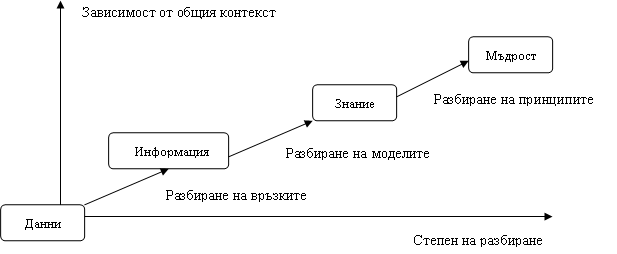 Зависимост от общия контекст
Мъдрост
Знание
Разбиране на принципите
Информация
Разбиране на моделите
Разбиране на връзките
Данни
Степен на разбиране